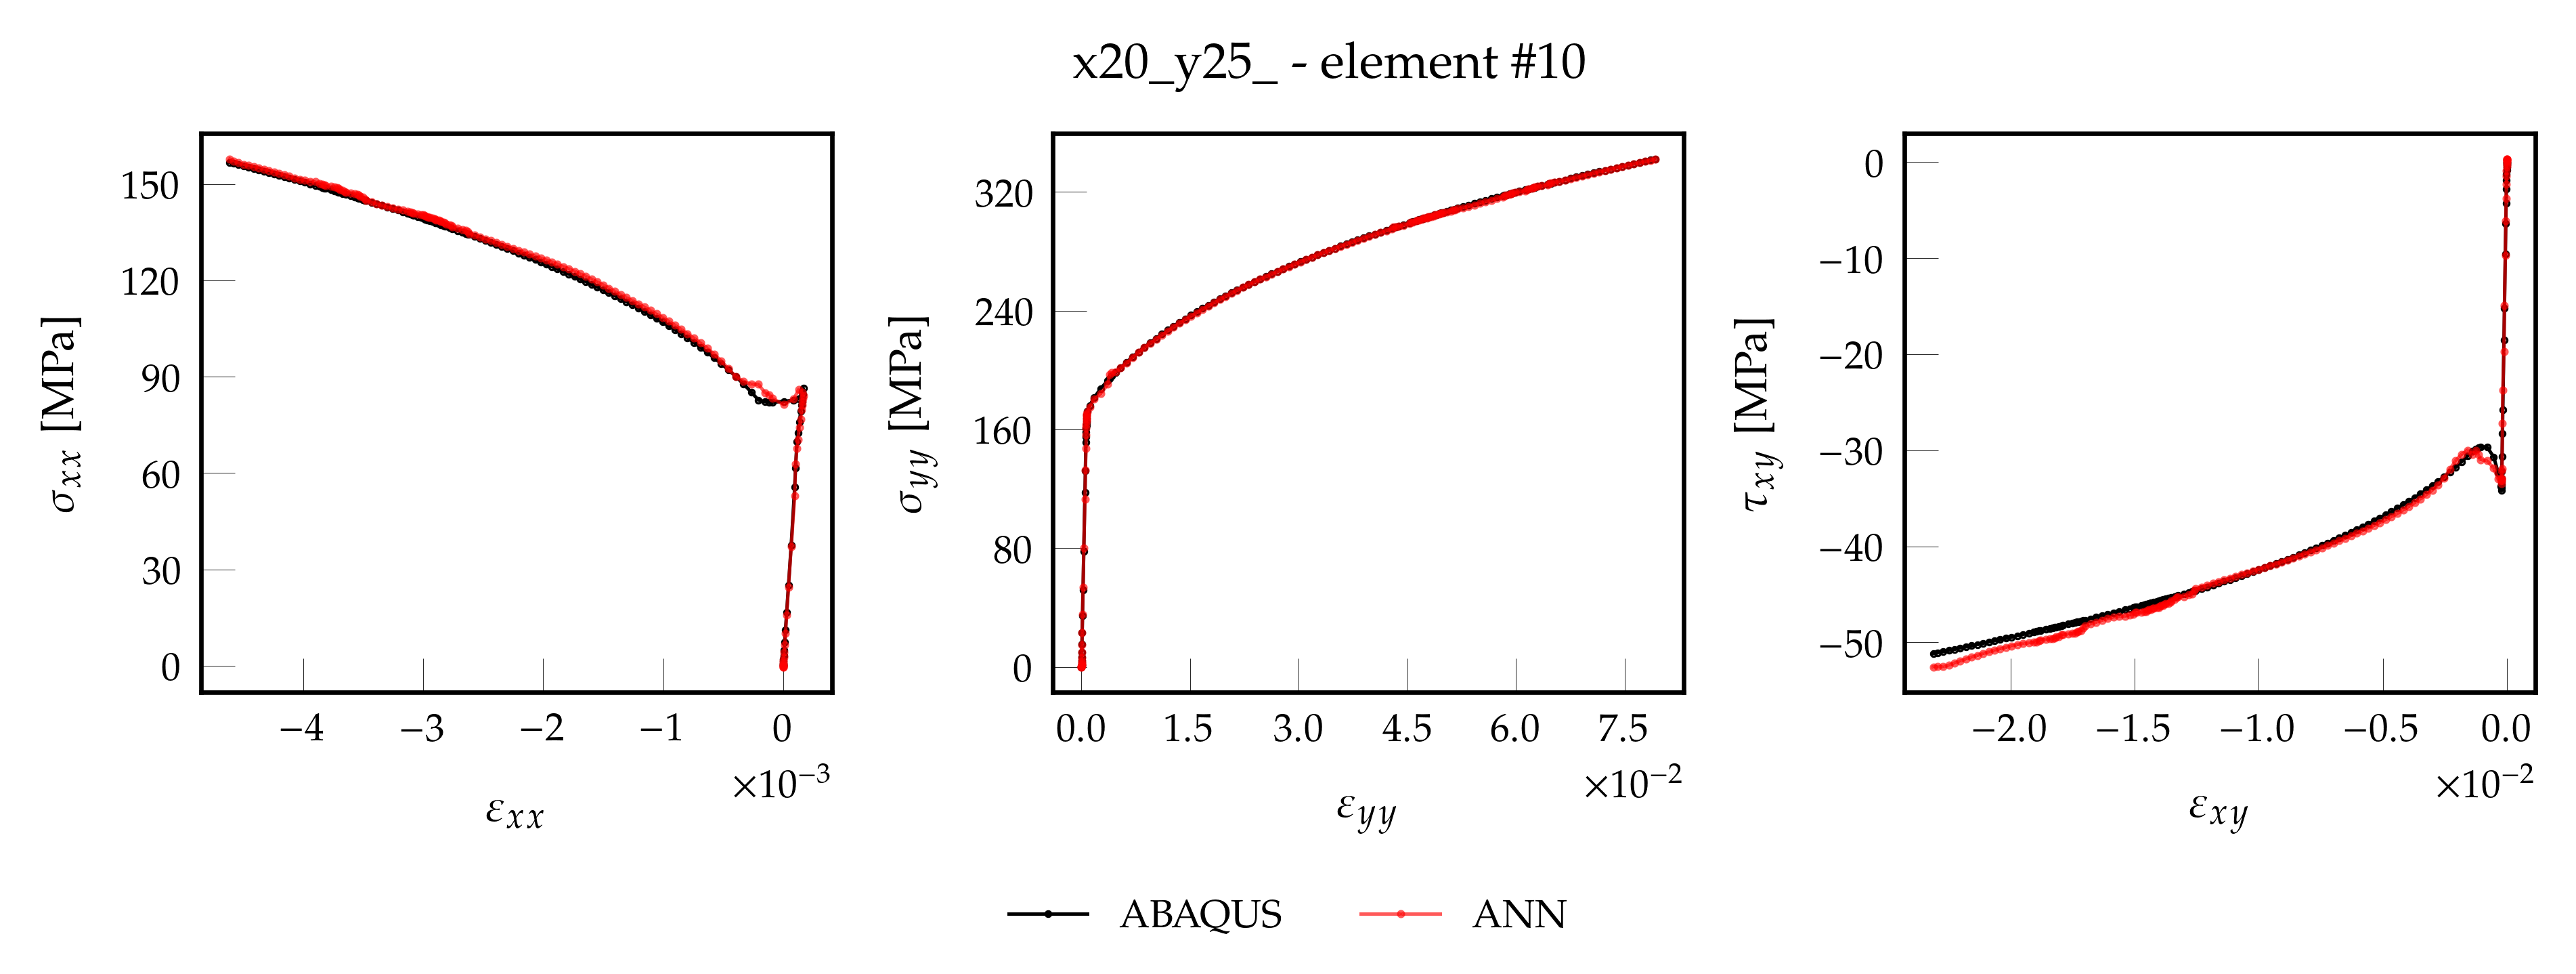 x20_y25_ - element #10
σxx [MPa]
150
120
90
60
30
0
−4 −3 −2 −1 0
×10⁻³
εxx
σyy [MPa]
320
240
160
80
0
0.0 1.5 3.0 4.5 6.0 7.5
×10⁻²
εyy
τxy [MPa]
0
−10
−20
−30
−40
−50
−2.0 −1.5 −1.0 −0.5 0.0
×10⁻²
εxy
ABAQUS ANN